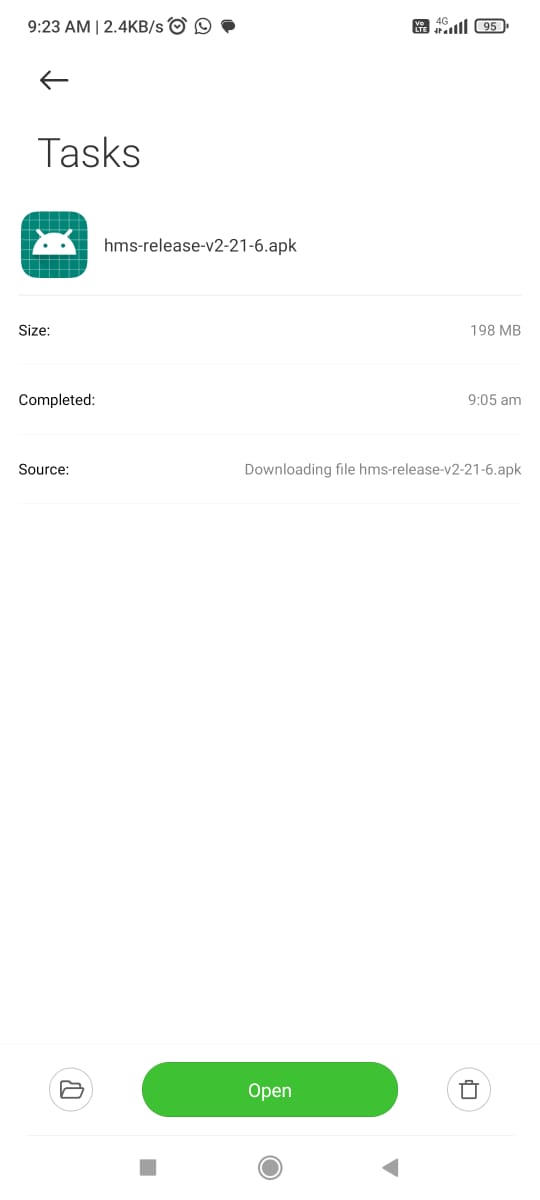 9:23 AM | 2.4KB/s
Vo LTE 4G 95
Tasks
hms-release-v2-21-6.apk
Size: 198 MB
Completed: 9:05 am
Source: Downloading file hms-release-v2-21-6.apk
Open